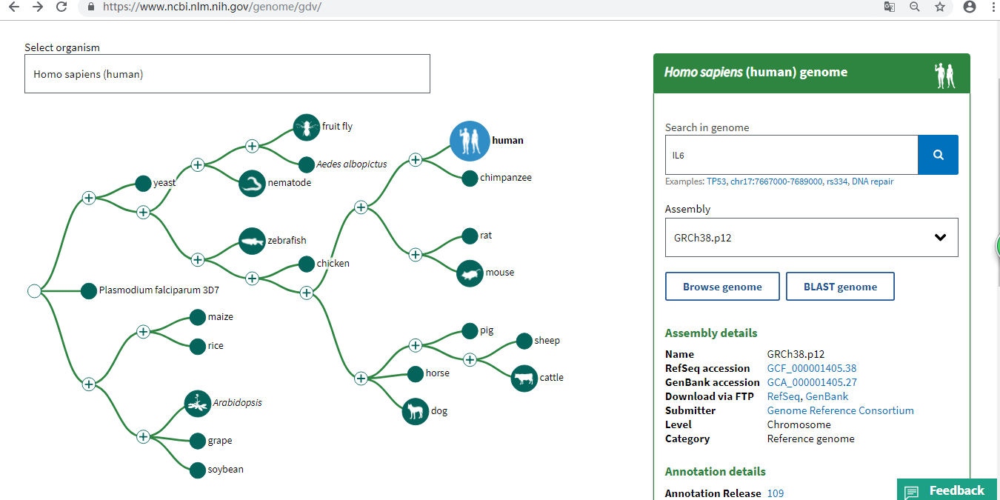 https://www.ncbi.nlm.nih.gov/genome/gdv/
Select organism
Homo sapiens (human)
fruit fly
Aedes albopictus
yeast
nematode
human
chimpanzee
zebrafish
chicken
rat
mouse
Plasmodium falciparum 3D7
maize
rice
pig
sheep
horse
cattle
dog
Arabidopsis
grape
soybean
Homo sapiens (human) genome
Search in genome
IL6
Examples: TP53, chr17:7667000-7689000, rs334, DNA repair
Assembly
GRCh38.p12
Browse genome BLAST genome
Assembly details
Name GRCh38.p12
RefSeq accession GCF_000001405.38
GenBank accession GCA_000001405.27
Download via FTP RefSeq, GenBank
Submitter Genome Reference Consortium
Level Chromosome
Category Reference genome
Annotation details
Annotation Release 109
Feedback